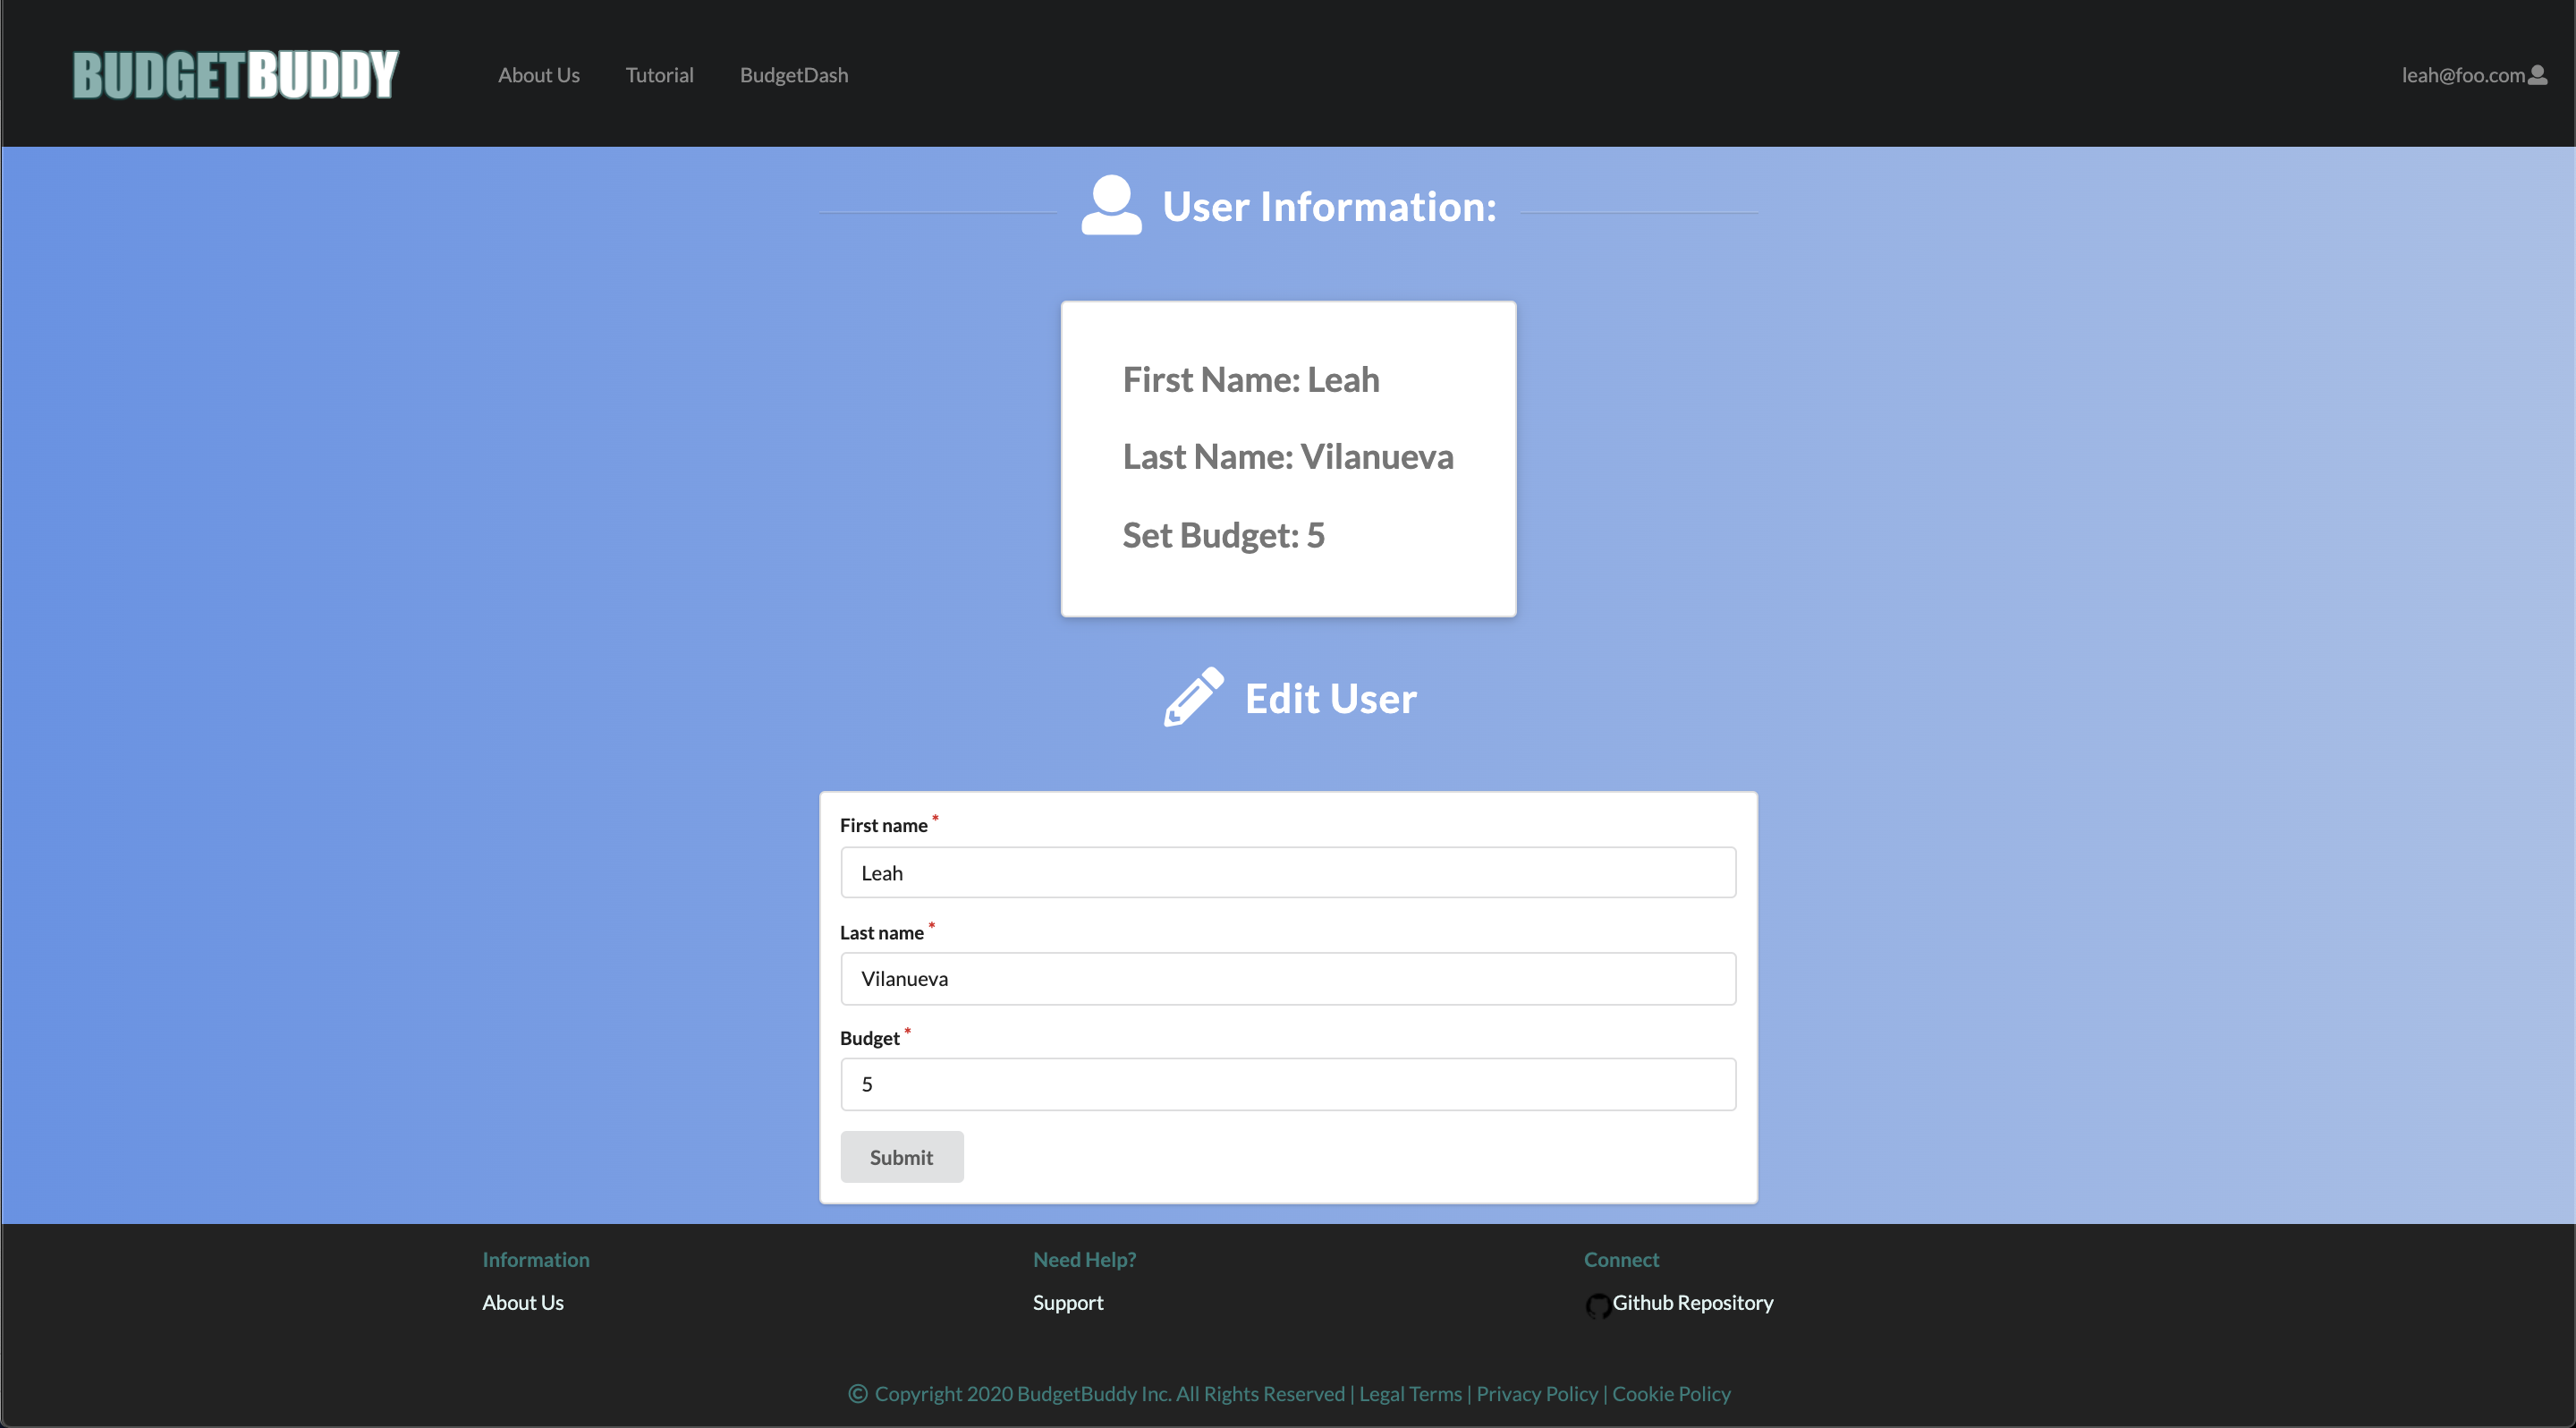 BUDGETBUDDY About Us Tutorial BudgetDash leah@foo.com
User Information:
First Name: Leah
Last Name: Vilanueva
Set Budget: 5
Edit User
First name *
Leah
Last name *
Vilanueva
Budget *
5
Submit
Information Need Help? Connect
About Us Support Github Repository
© Copyright 2020 BudgetBuddy Inc. All Rights Reserved | Legal Terms | Privacy Policy | Cookie Policy